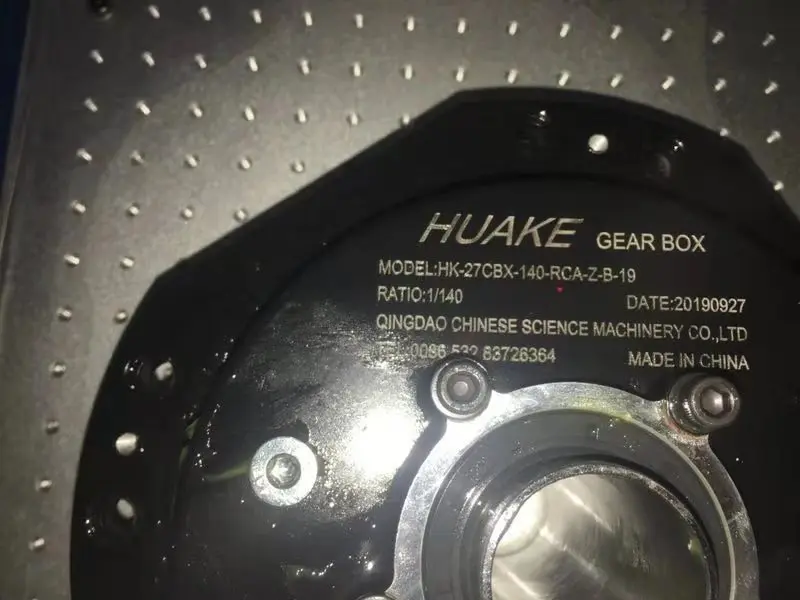 HUAKE GEAR BOX
MODEL:HK-27CBX-140-RCA-Z-B-19
RATIO:1/140 DATE:20190927
QINGDAO CHINESE SCIENCE MACHINERY CO.,LTD
0086 532 83726364 MADE IN CHINA